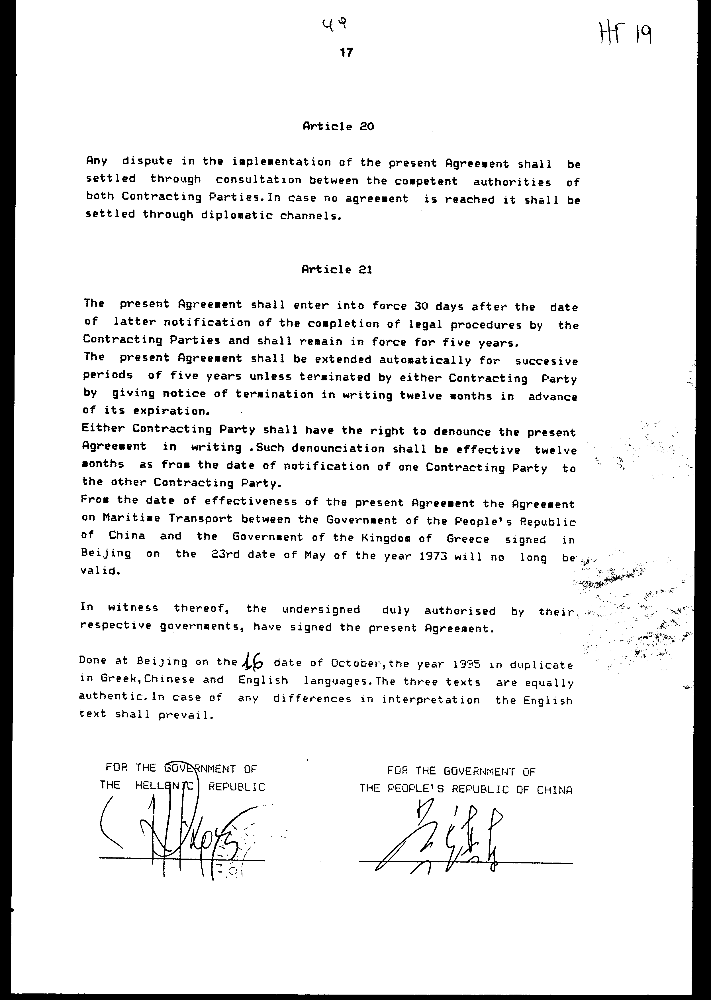 49
19
17
Article 20
Any dispute in the implementation of the present Agreement shall be
settled through consultation between the competent authorities of
both Contracting Parties.In case no agreement is reached it shall be
settled through diplomatic channels.
Article 21
The present Agreement shall enter into force 30 days after the date
of latter notification of the completion of legal procedures by the
Contracting Parties and shall remain in force for five years.
The present Agreement shall be extended automatically for succesive
periods of five years unless terminated by either Contracting Party
by giving notice of termination in writing twelve months in advance
of its expiration.
Either Contracting Party shall have the right to denounce the present
Agreement in writing .Such denounciation shall be effective twelve
months as from the date of notification of one Contracting Party to
the other Contracting Party.
From the date of effectiveness of the present Agreement the Agreement
on Maritime Transport between the Government of the People's Republic
of China and the Government of the Kingdom of Greece signed in
Beijing on the 23rd date of May of the year 1973 will no long be
valid.
In witness thereof, the undersigned duly authorised by their
respective governments, have signed the present Agreement.
Done at Beijing on the 16 date of October,the year 1995 in duplicate
in Greek,Chinese and English languages.The three texts are equally
authentic.In case of any differences in interpretation the English
text shall prevail.
FOR THE GOVERNMENT OF
THE HELLENIC REPUBLIC
FOR THE GOVERNMENT OF
THE PEOPLE'S REPUBLIC OF CHINA